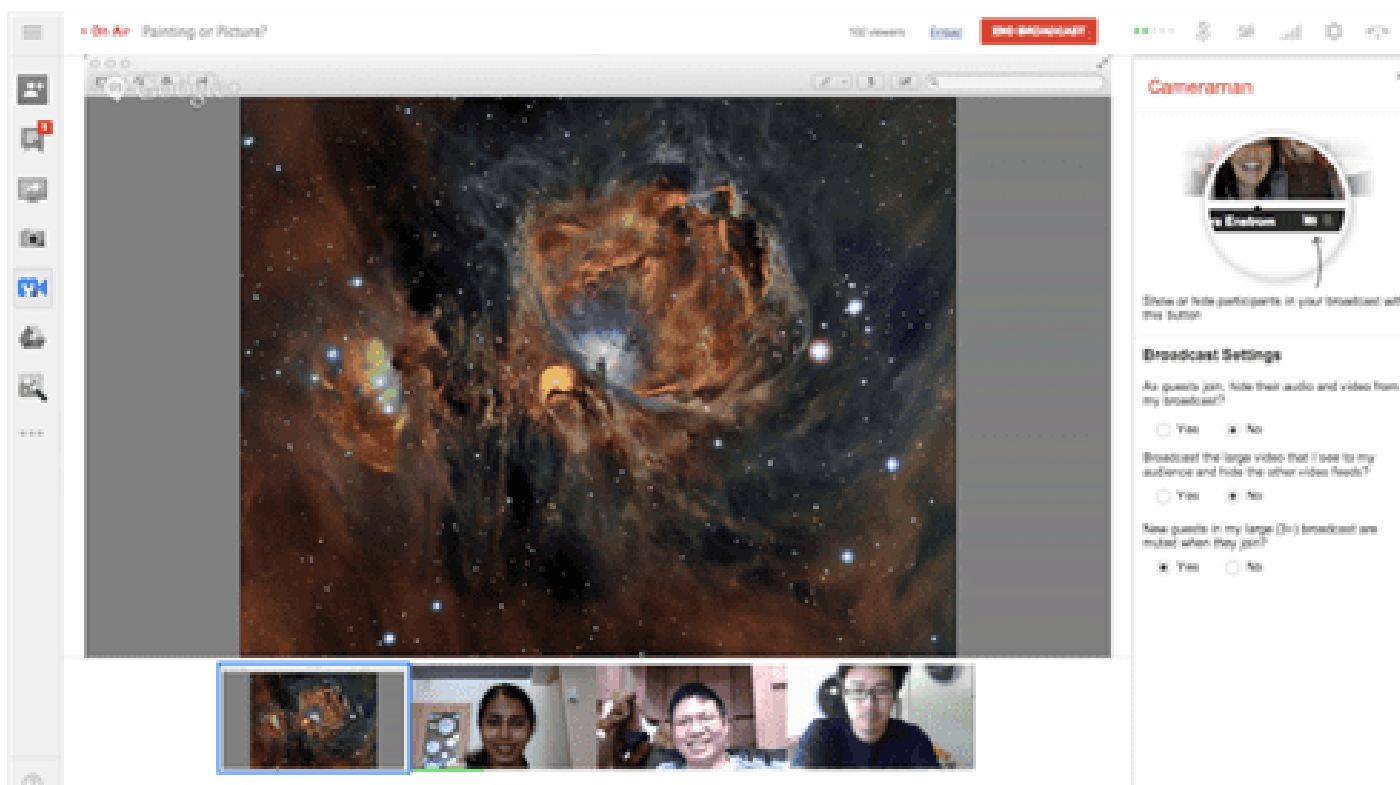 On Air Painting or Picture?
viewers
END BROADCAST
Google
Cameraman
Enstrom
Show or hide participants in your broadcast with
this button
Broadcast Settings
As guests join, hide their audio and video from
my broadcast?
Yes No
Broadcast the large video that I see to my
audience and hide the other video feeds?
Yes No
New guests in my large (3+) broadcast are
muted when they join?
Yes No